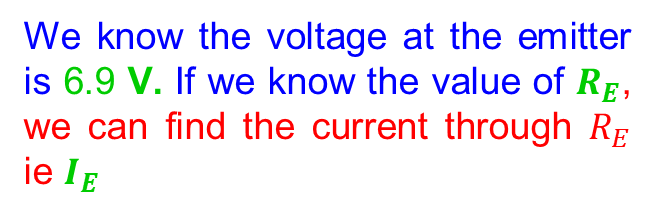 We know the voltage at the emitter
is 6.9 V. If we know the value of R_E,
we can find the current through R_E
ie I_E